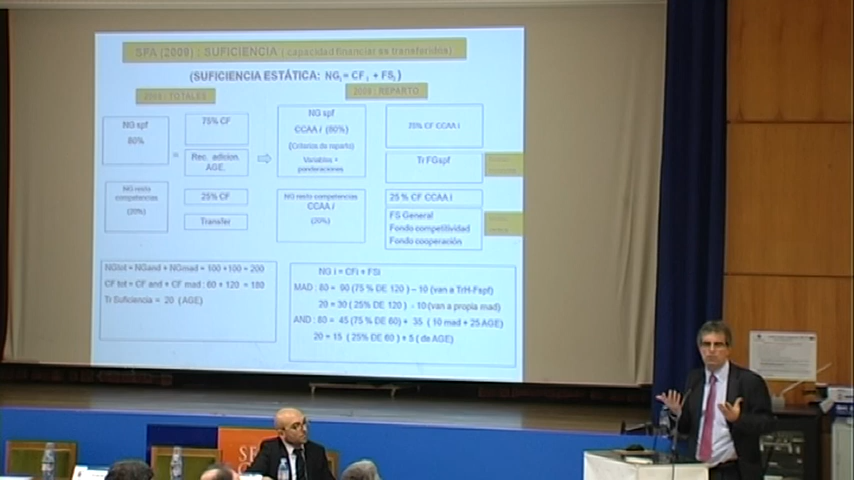 SFA (2009) : SUFICIENCIA ( capacidad financiar ss transferidos)
(SUFICIENCIA ESTÁTICA: NGi = CFi + FSi)
2009 : TOTALES
2009 : REPARTO
NG spf
80%
=
75% CF
Rec. adicion.
AGE.
NG spf
CCAA i (80%)
(Criterios de reparto)
Variables +
ponderaciones
75% CF CCAA i
Tr FGspf
NG resto
competencias
(20%)
25% CF
Transfer
NG resto competencias
CCAA i
(20%)
25 % CF CCAA i
FS General
Fondo competitividad
Fondo cooperación
NGtot = NGand + NGmad = 100 +100 = 200
CF tot = CF and + CF mad : 60 + 120 = 180
Tr Suficiencia = 20 (AGE)
NG i = CFi + FSi
MAD : 80 = 90 (75 % DE 120 ) – 10 (van a TrH-Fspf)
20 = 30 ( 25% DE 120 ) - 10 (van a propia mad)
AND : 80 = 45 (75 % DE 60) + 35 ( 10 mad + 25 AGE)
20 = 15 ( 25% DE 60 ) + 5 ( de AGE)